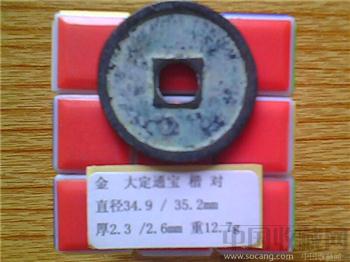 金 大定通宝 楷 对
直径34.9 / 35.2mm
厚2.3 /2.6mm 重12.7g
中国收藏网
www.socang.com